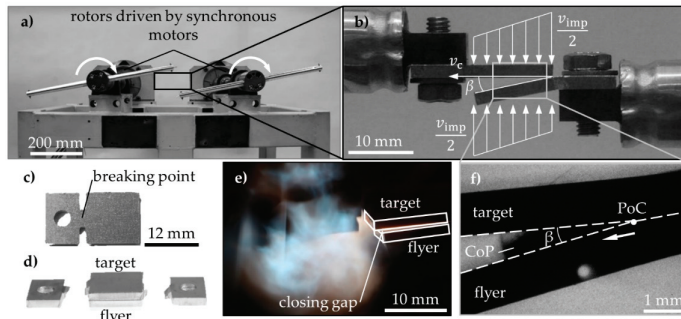 a)
rotors driven by synchronous
motors
200 mm
b)
v_imp
2
v_c
β
v_imp
2
10 mm
c)
breaking point
12 mm
d)
target
flyer
e)
target
flyer
closing gap
10 mm
f)
target
PoC
β
CoP
flyer
1 mm